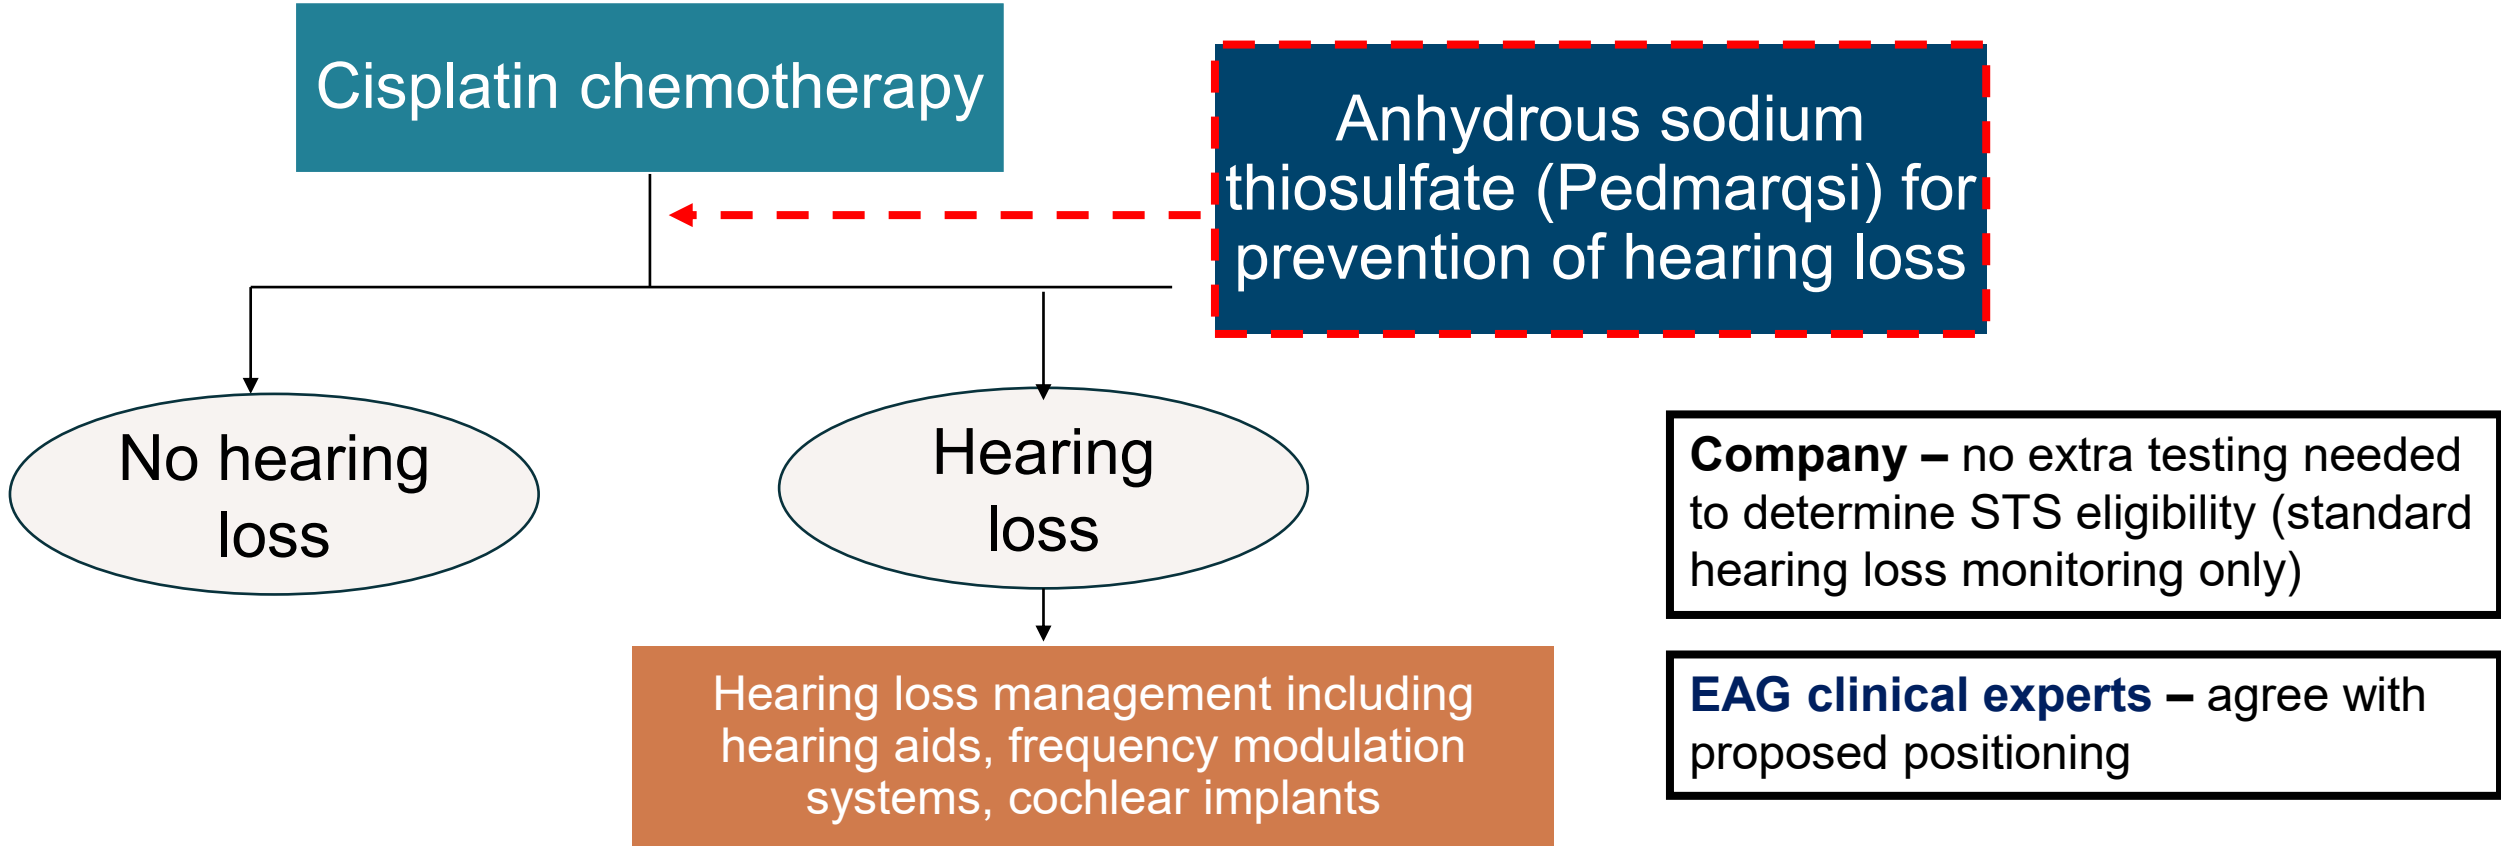 Cisplatin chemotherapy
Anhydrous sodium
thiosulfate (Pedmarqsi) for
prevention of hearing loss
No hearing
loss
Hearing
loss
Hearing loss management including
hearing aids, frequency modulation
systems, cochlear implants
Company – no extra testing needed
to determine STS eligibility (standard
hearing loss monitoring only)
EAG clinical experts – agree with
proposed positioning